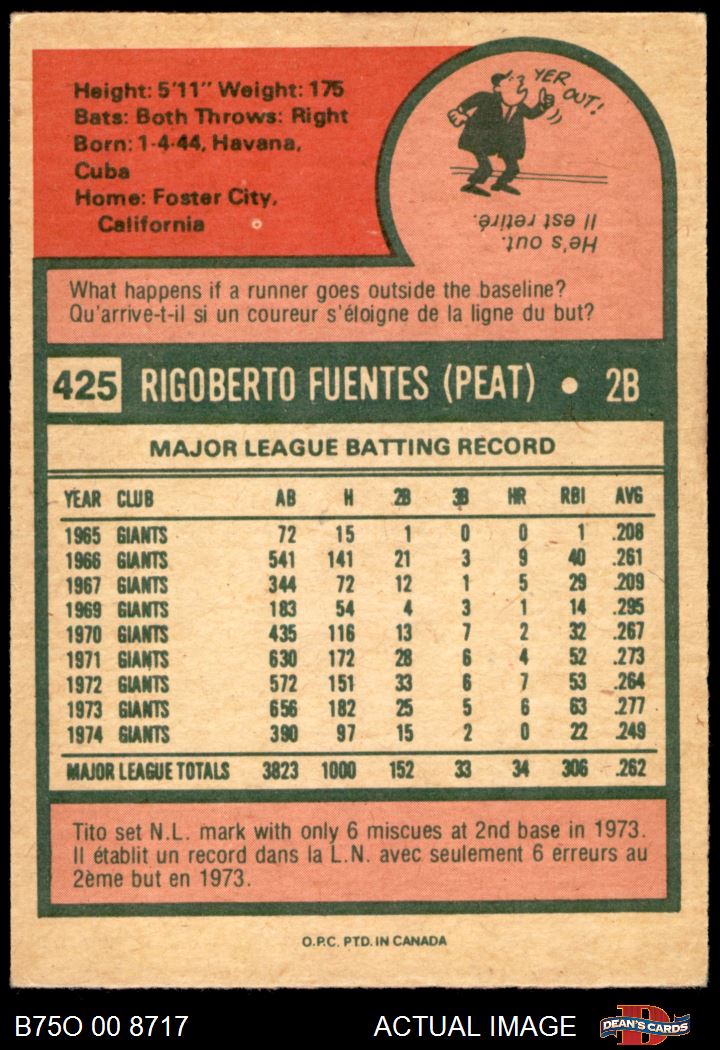 Height: 5'11" Weight: 175
Bats: Both Throws: Right
Born: 1-4-44, Havana,
Cuba
Home: Foster City,
California
YER
OUT!
He's out.
Il est retiré.
What happens if a runner goes outside the baseline?
Qu'arrive-t-il si un coureur s'éloigne de la ligne du but?
425 RIGOBERTO FUENTES (PEAT) • 2B
MAJOR LEAGUE BATTING RECORD
YEAR CLUB AB H 2B 3B HR RBI AVG
1965 GIANTS 72 15 1 0 0 1 .208
1966 GIANTS 541 141 21 3 9 40 .261
1967 GIANTS 344 72 12 1 5 29 .209
1969 GIANTS 183 54 4 3 1 14 .295
1970 GIANTS 435 116 13 7 2 32 .267
1971 GIANTS 630 172 28 6 4 52 .273
1972 GIANTS 572 151 33 6 7 53 .264
1973 GIANTS 656 182 25 5 6 63 .277
1974 GIANTS 390 97 15 2 0 22 .249
MAJOR LEAGUE TOTALS 3823 1000 152 33 34 306 .262
Tito set N.L. mark with only 6 miscues at 2nd base in 1973.
Il établit un record dans la L.N. avec seulement 6 erreurs au
2ème but en 1973.
O.P.C. PTD. IN CANADA
B75O 00 8717 ACTUAL IMAGE DEAN'S CARDS